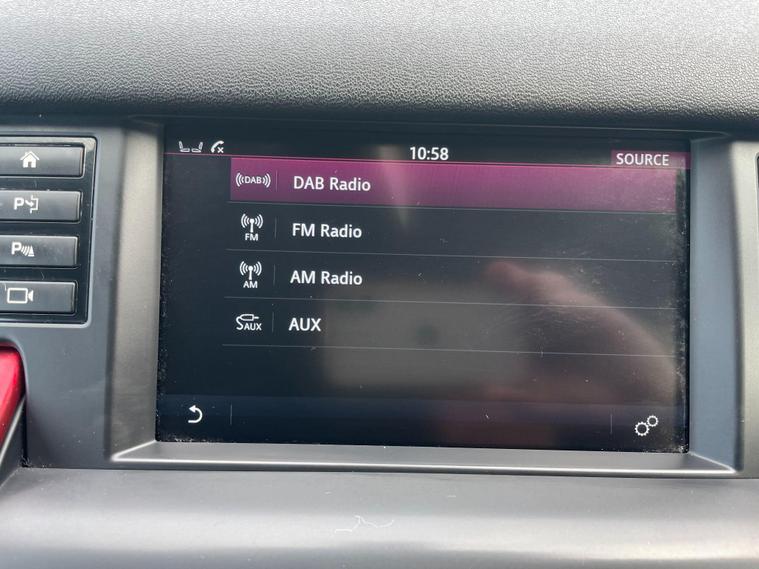 10:58
SOURCE
DAB
DAB Radio
FM
FM Radio
AM
AM Radio
AUX
AUX
P
P